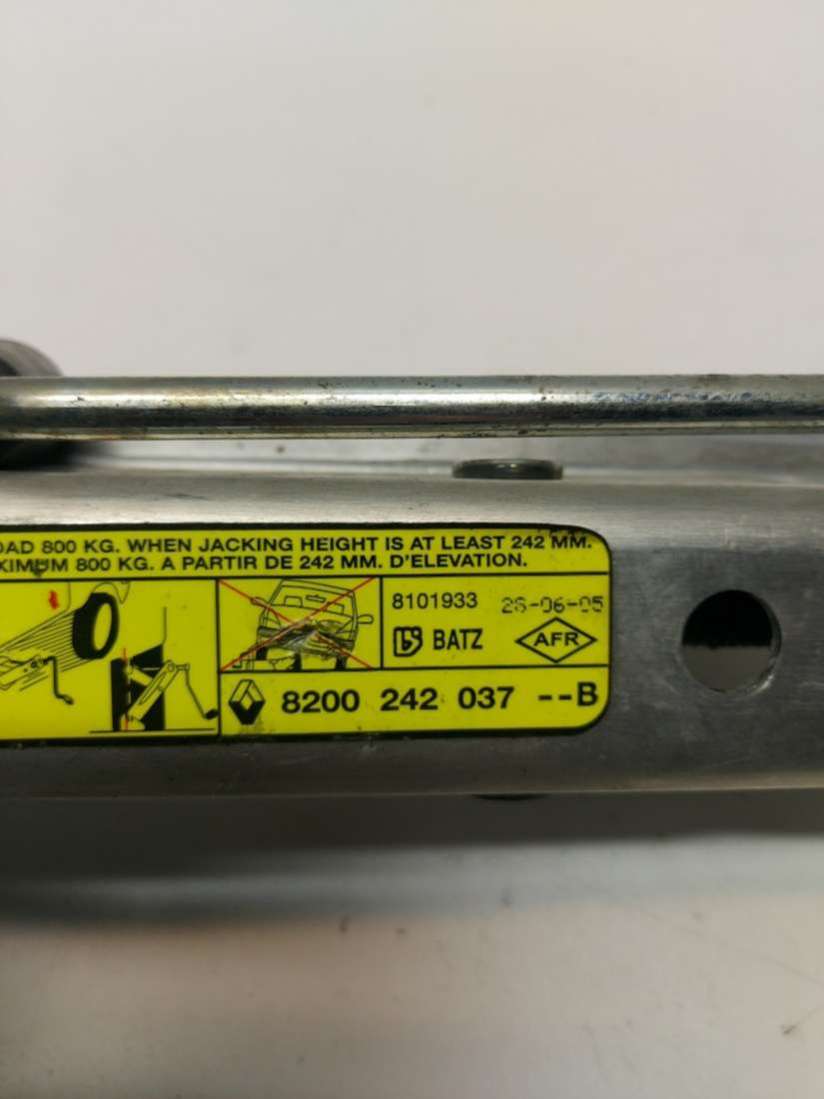 OAD 800 KG. WHEN JACKING HEIGHT IS AT LEAST 242 MM.
XIMUM 800 KG. A PARTIR DE 242 MM. D'ELEVATION.
8101933 28-06-05
BATZ AFR
8200 242 037 --B